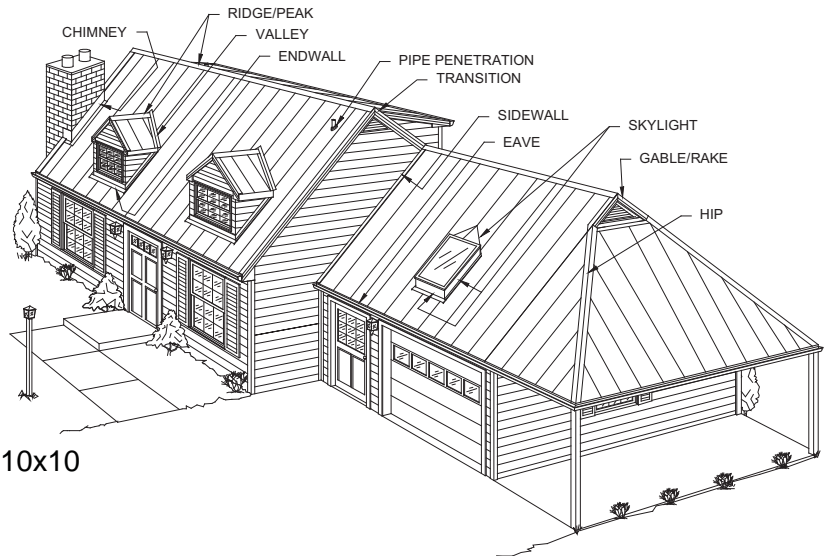 RIDGE/PEAK
CHIMNEY
VALLEY
ENDWALL
PIPE PENETRATION
TRANSITION
SIDEWALL
SKYLIGHT
EAVE
GABLE/RAKE
HIP
10x10